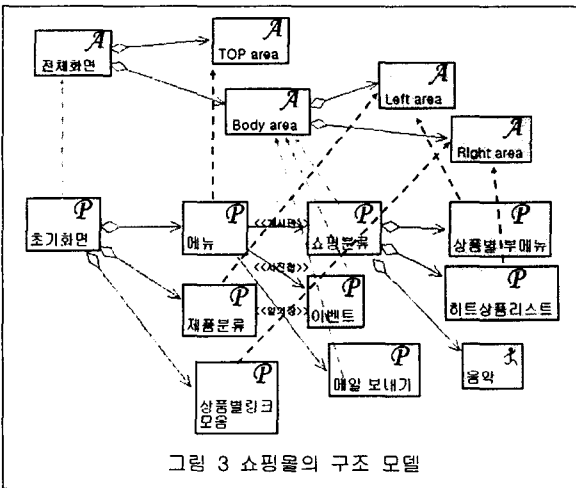 A
전체화면
A
TOP area
A
Body area
A
Left area
A
Right area
P
초기화면
P
메뉴
<<게시판>>
P
쇼핑분류
P
상품별 부메뉴
<<사진첩>>
P
제품분류
P
이벤트
P
히트상품리스트
P
상품별링크
모음
P
메일 보내기
음악
그림 3 쇼핑몰의 구조 모델